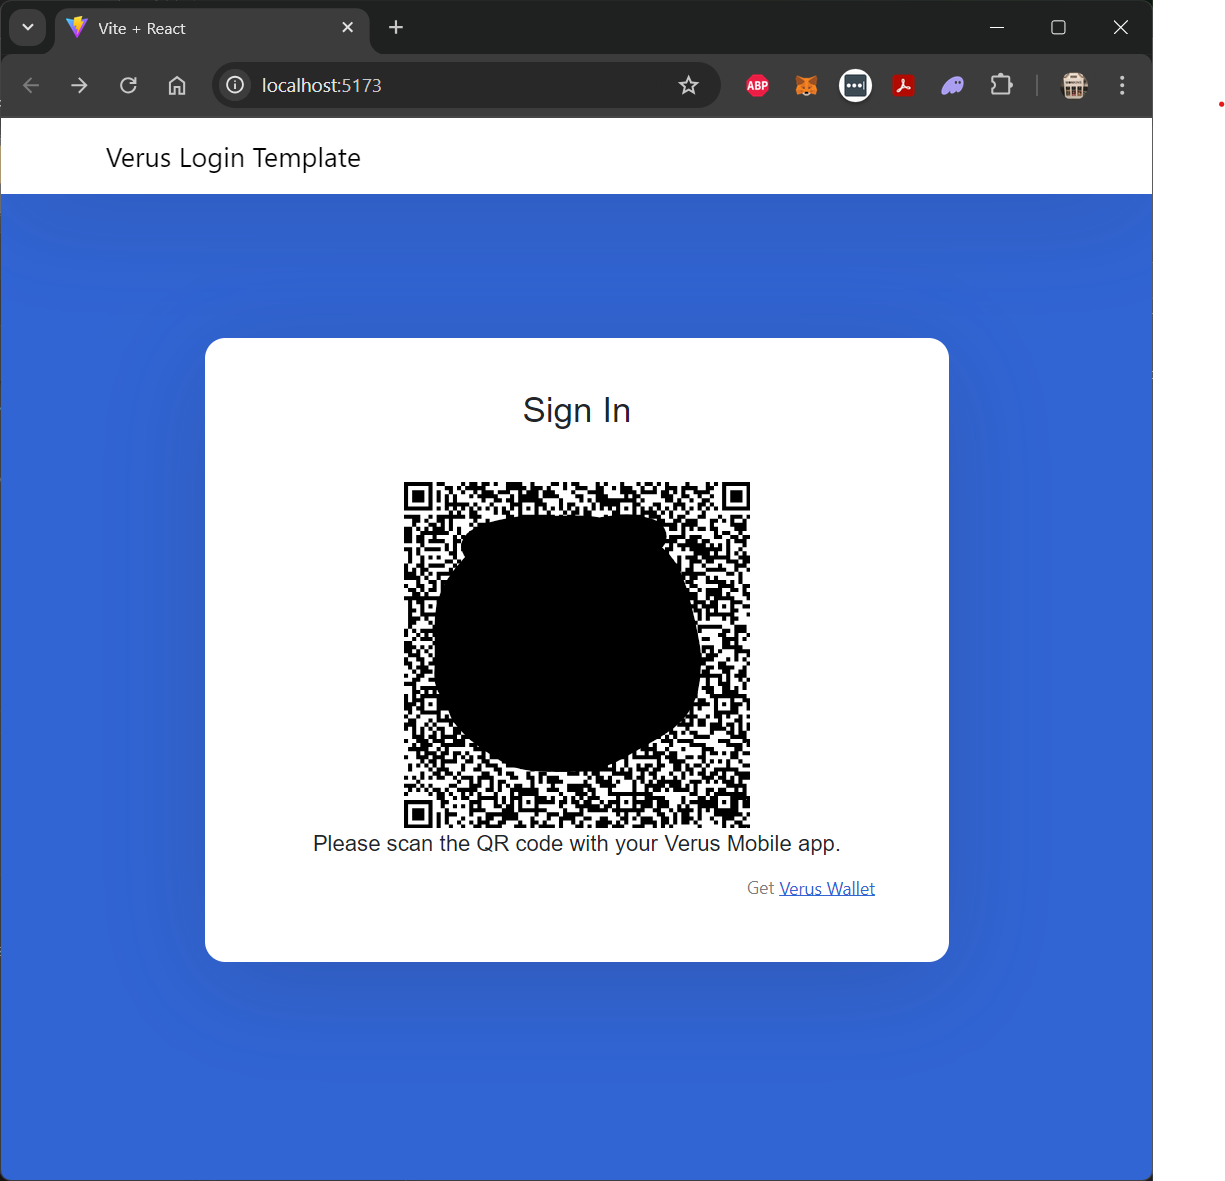 Vite + React
localhost:5173
ABP
Verus Login Template
Sign In
Please scan the QR code with your Verus Mobile app.
Get Verus Wallet